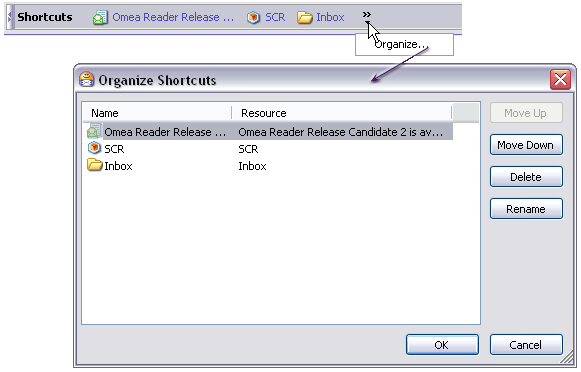 Shortcuts Omea Reader Release ... SCR Inbox »
Organize...
Organize Shortcuts
Name Resource
Omea Reader Release ... Omea Reader Release Candidate 2 is av...
SCR SCR
Inbox Inbox
Move Up
Move Down
Delete
Rename
OK Cancel